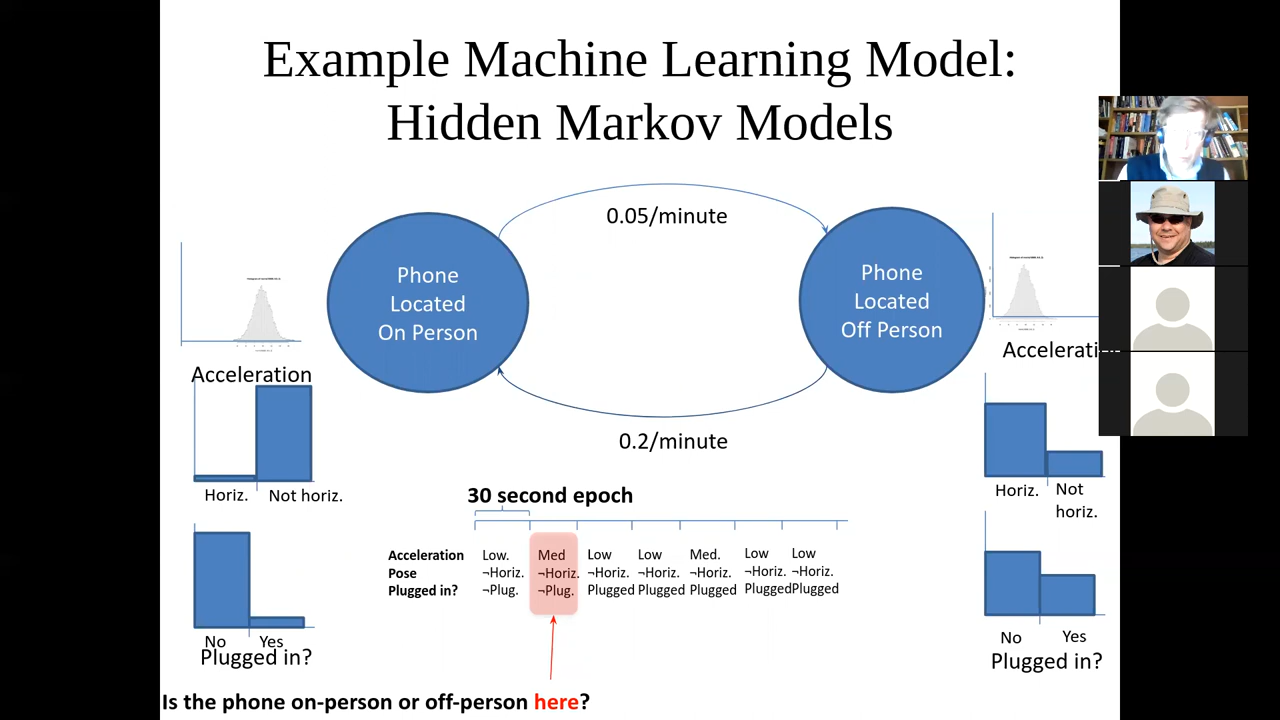 Example Machine Learning Model:
Hidden Markov Models
0.05/minute
Phone
Located
On Person
Phone
Located
Off Person
Acceleration
Accelerati
0.2/minute
Horiz.
Not horiz.
Horiz.
Not
horiz.
30 second epoch
Acceleration Low. Med Low Low Med. Low Low
Pose ¬Horiz. ¬Horiz. ¬Horiz. ¬Horiz. ¬Horiz. ¬Horiz. ¬Horiz.
Plugged in? ¬Plug. ¬Plug. Plugged Plugged Plugged Plugged Plugged
No
Yes
Plugged in?
No
Yes
Plugged in?
Is the phone on-person or off-person here?